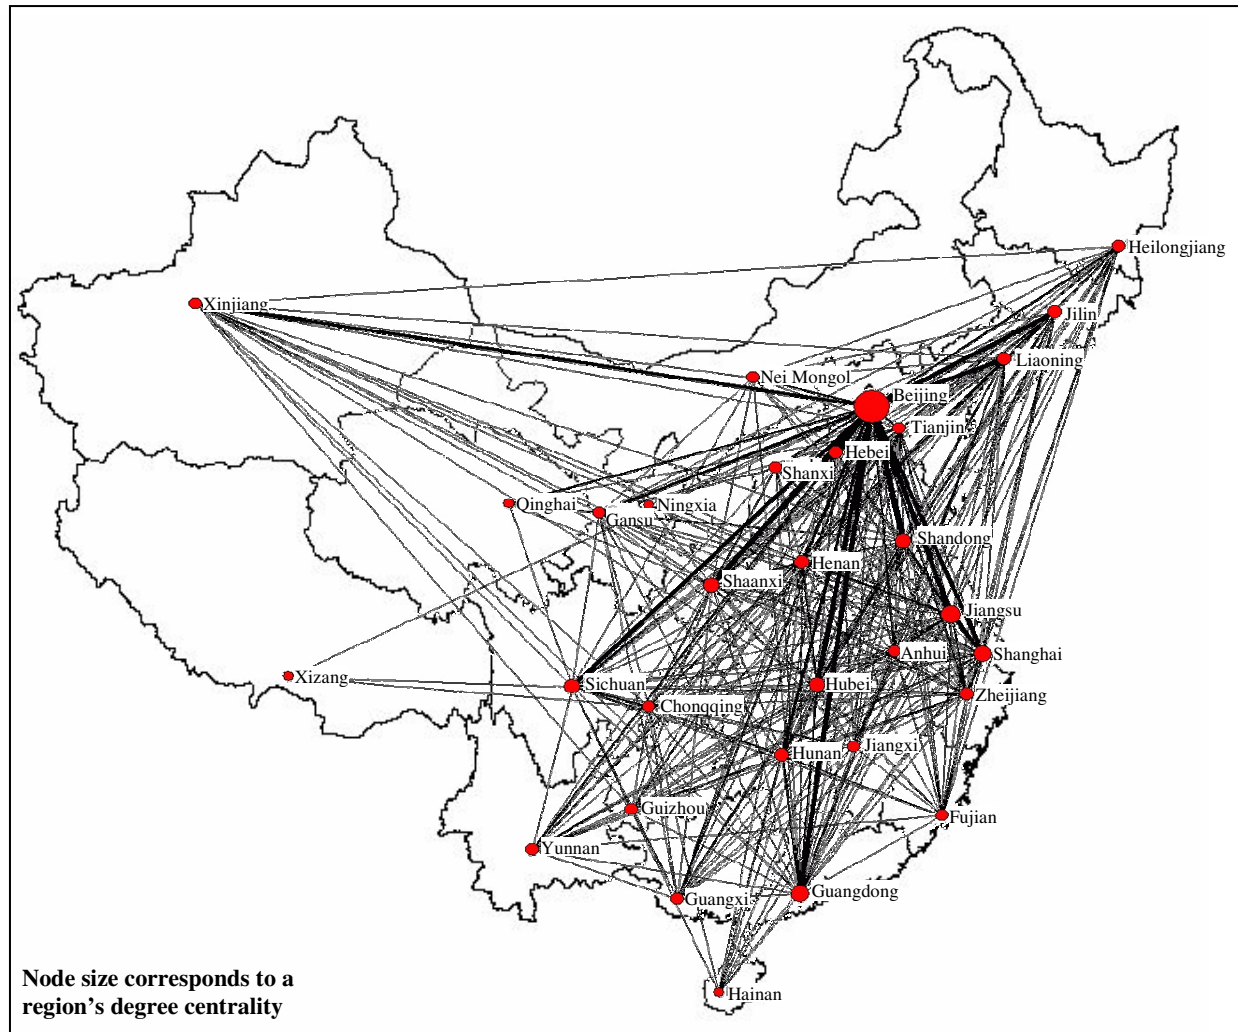 Heilongjiang
Xinjiang
Jilin
Liaoning
Nei Mongol
Beijing
Tianjin
Hebei
Shanxi
Qinghai
Ningxia
Gansu
Shandong
Henan
Shaanxi
Jiangsu
Anhui
Shanghai
Xizang
Sichuan
Hubei
Zheijiang
Chonqqing
Jiangxi
Hunan
Guizhou
Fujian
Yunnan
Guangdong
Guangxi
Node size corresponds to a
region's degree centrality
Hainan